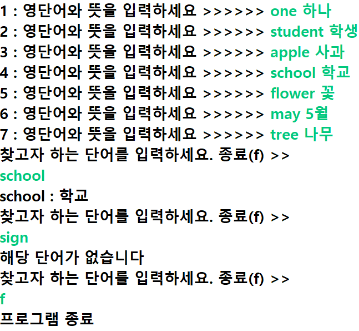 1 : 영단어와 뜻을 입력하세요 >>>>>> one 하나
2 : 영단어와 뜻을 입력하세요 >>>>>> student 학생
3 : 영단어와 뜻을 입력하세요 >>>>>> apple 사과
4 : 영단어와 뜻을 입력하세요 >>>>>> school 학교
5 : 영단어와 뜻을 입력하세요 >>>>>> flower 꽃
6 : 영단어와 뜻을 입력하세요 >>>>>> may 5월
7 : 영단어와 뜻을 입력하세요 >>>>>> tree 나무
찾고자 하는 단어를 입력하세요. 종료(f) >>
school
school : 학교
찾고자 하는 단어를 입력하세요. 종료(f) >>
sign
해당 단어가 없습니다
찾고자 하는 단어를 입력하세요. 종료(f) >>
f
프로그램 종료